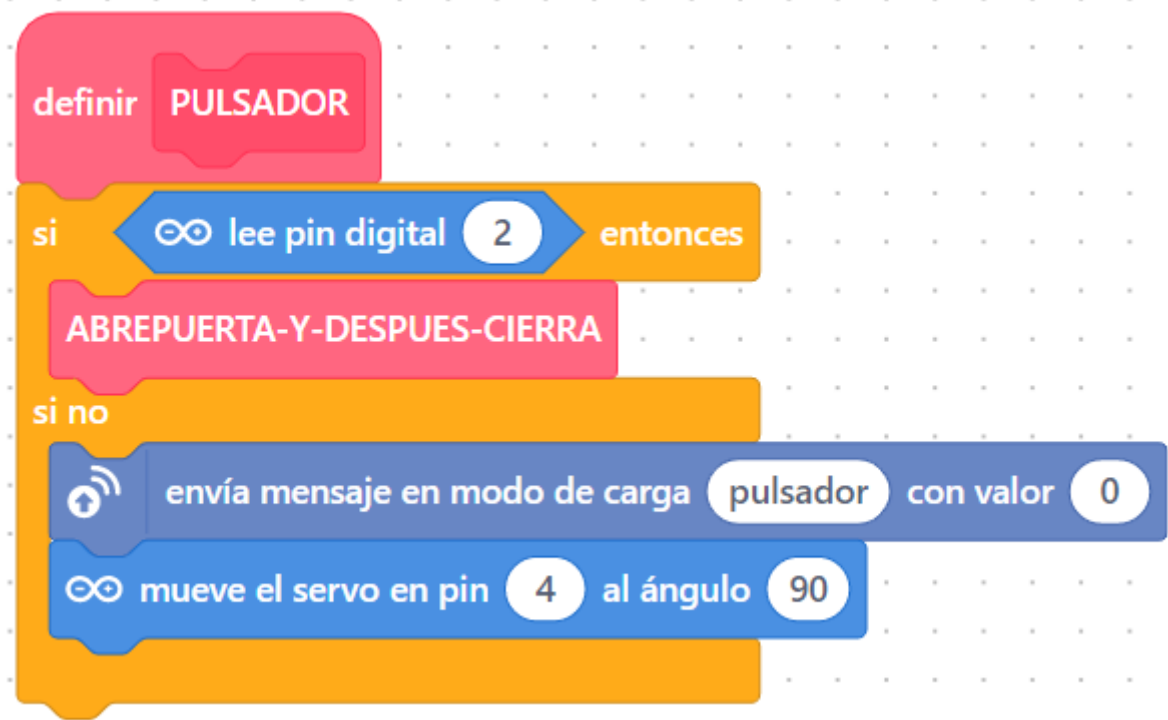 definir PULSADOR
si lee pin digital 2 entonces
ABREPUERTA-Y-DESPUES-CIERRA
si no
envía mensaje en modo de carga pulsador con valor 0
mueve el servo en pin 4 al ángulo 90